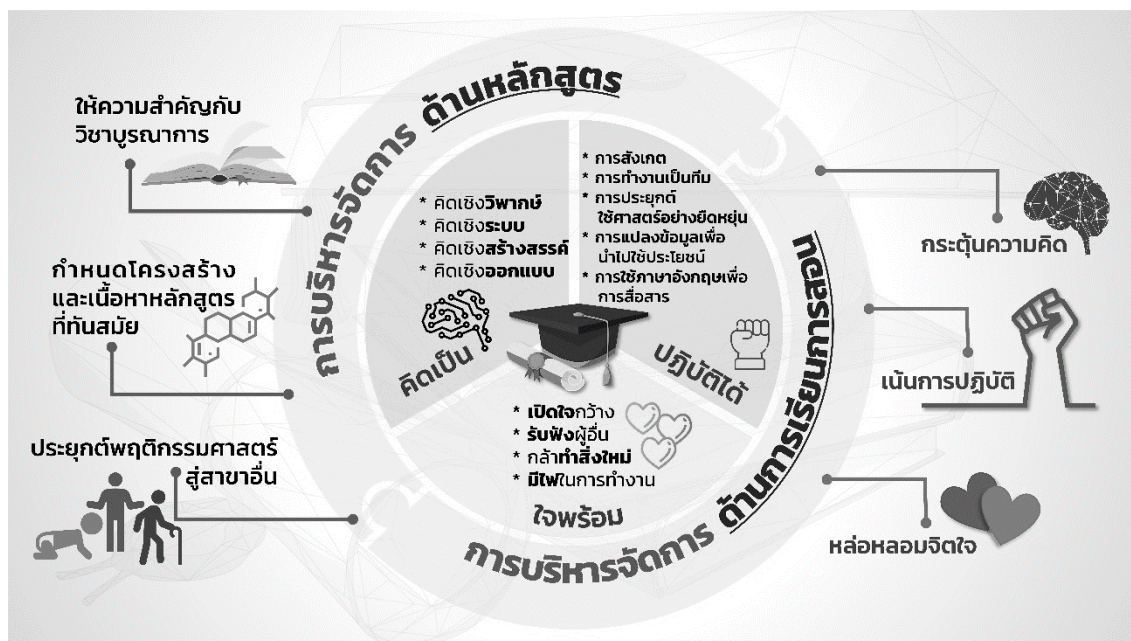 การบริหารจัดการ ด้านหลักสูตร
ให้ความสำคัญกับ
วิชาบูรณาการ
กำหนดโครงสร้าง
และเนื้อหาหลักสูตร
ที่ทันสมัย
ประยุกต์พฤติกรรมศาสตร์
สู่สาขาอื่น
* คิดเชิงวิพากษ์
* คิดเชิงระบบ
* คิดเชิงสร้างสรรค์
* คิดเชิงออกแบบ
คิดเป็น
* การสังเกต
* การทำงานเป็นทีม
* การประยุกต์
ใช้ศาสตร์อย่างยืดหยุ่น
* การแปลงข้อมูลเพื่อ
นำไปใช้ประโยชน์
* การใช้ภาษาอังกฤษเพื่อ
การสื่อสาร
ปฏิบัติได้
* เปิดใจกว้าง
* รับฟังผู้อื่น
* กล้าทำสิ่งใหม่
* มีไฟในการทำงาน
ใจพร้อม
การบริหารจัดการ ด้านการเรียนการสอน
กระตุ้นความคิด
เน้นการปฏิบัติ
หล่อหลอมจิตใจ